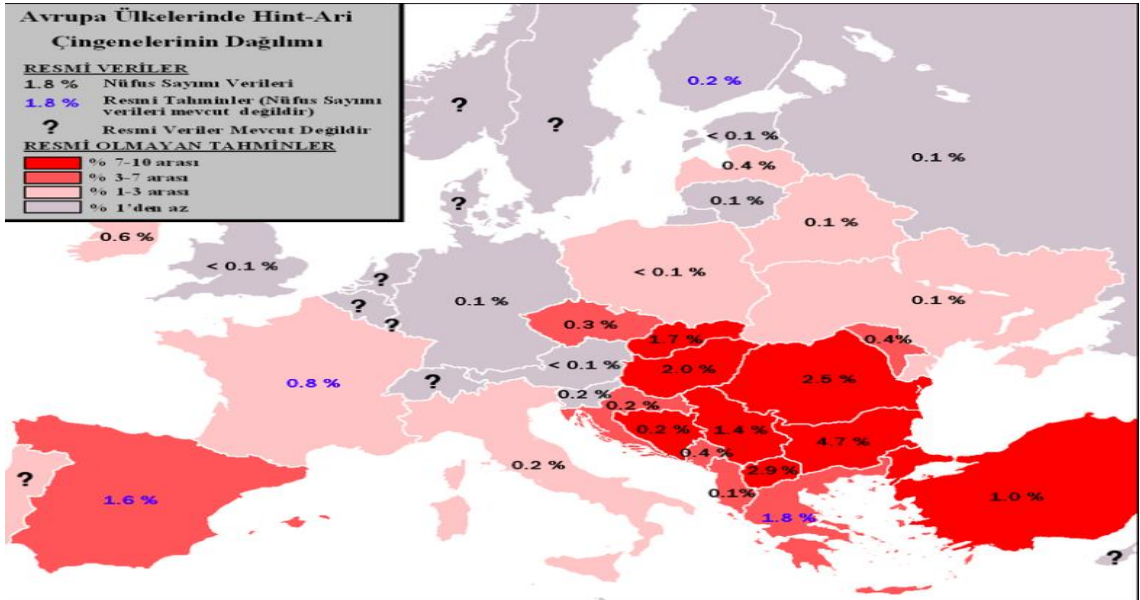 Avrupa Ülkelerinde Hint-Ari
Çingenelerinin Dağılımı
RESMİ VERİLER
1.8 % Nüfus Sayımı Verileri
1.8 % Resmi Tahminler (Nüfus Sayımı
verileri mevcut değildir)
? Resmi Veriler Mevcut Değildir
RESMİ OLMAYAN TAHMİNLER
% 7-10 arası
% 3-7 arası
% 1-3 arası
% 1'den az
0.2 %
?
?
< 0.1 %
0.1 %
0.4 %
?
0.1 %
0.6 %
0.1 %
< 0.1 %
< 0.1 %
?
0.1 %
0.1 %
?
?
0.3 %
1.7 %
0.4%
< 0.1 %
2.0 %
2.5 %
0.8 %
?
0.2 %
0.2 %
0.2 %
1.4 %
4.7 %
0.4 %
0.2 %
2.9 %
?
1.6 %
0.1%
1.0 %
1.8 %
?